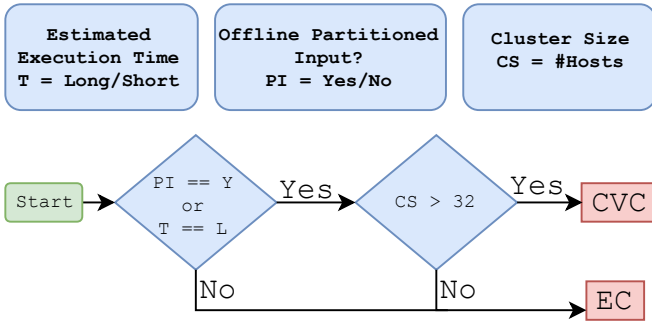 Estimated
Execution Time
T = Long/Short
Offline Partitioned
Input?
PI = Yes/No
Cluster Size
CS = #Hosts
Start
PI == Y
or
T == L
Yes
CS > 32
Yes
CVC
No
No
EC